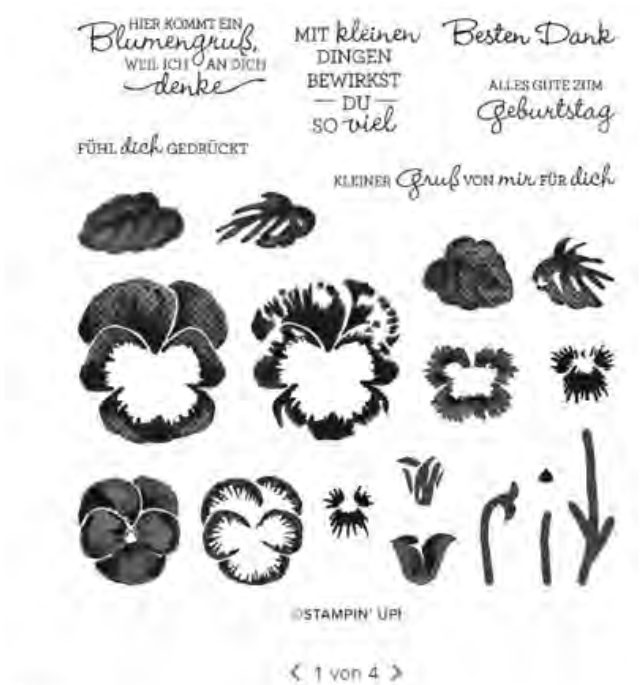 HIER KOMMT EIN
Blumengruß,
WEIL ICH AN DICH
denke
MIT kleinen
DINGEN
BEWIRKST
— DU —
SO viel
Besten Dank
ALLES GUTE ZUM
Geburtstag
FÜHL dich GEDRÜCKT
KLEINER Gruß VON mir FÜR dich
©STAMPIN' UP!
< 1 von 4 >